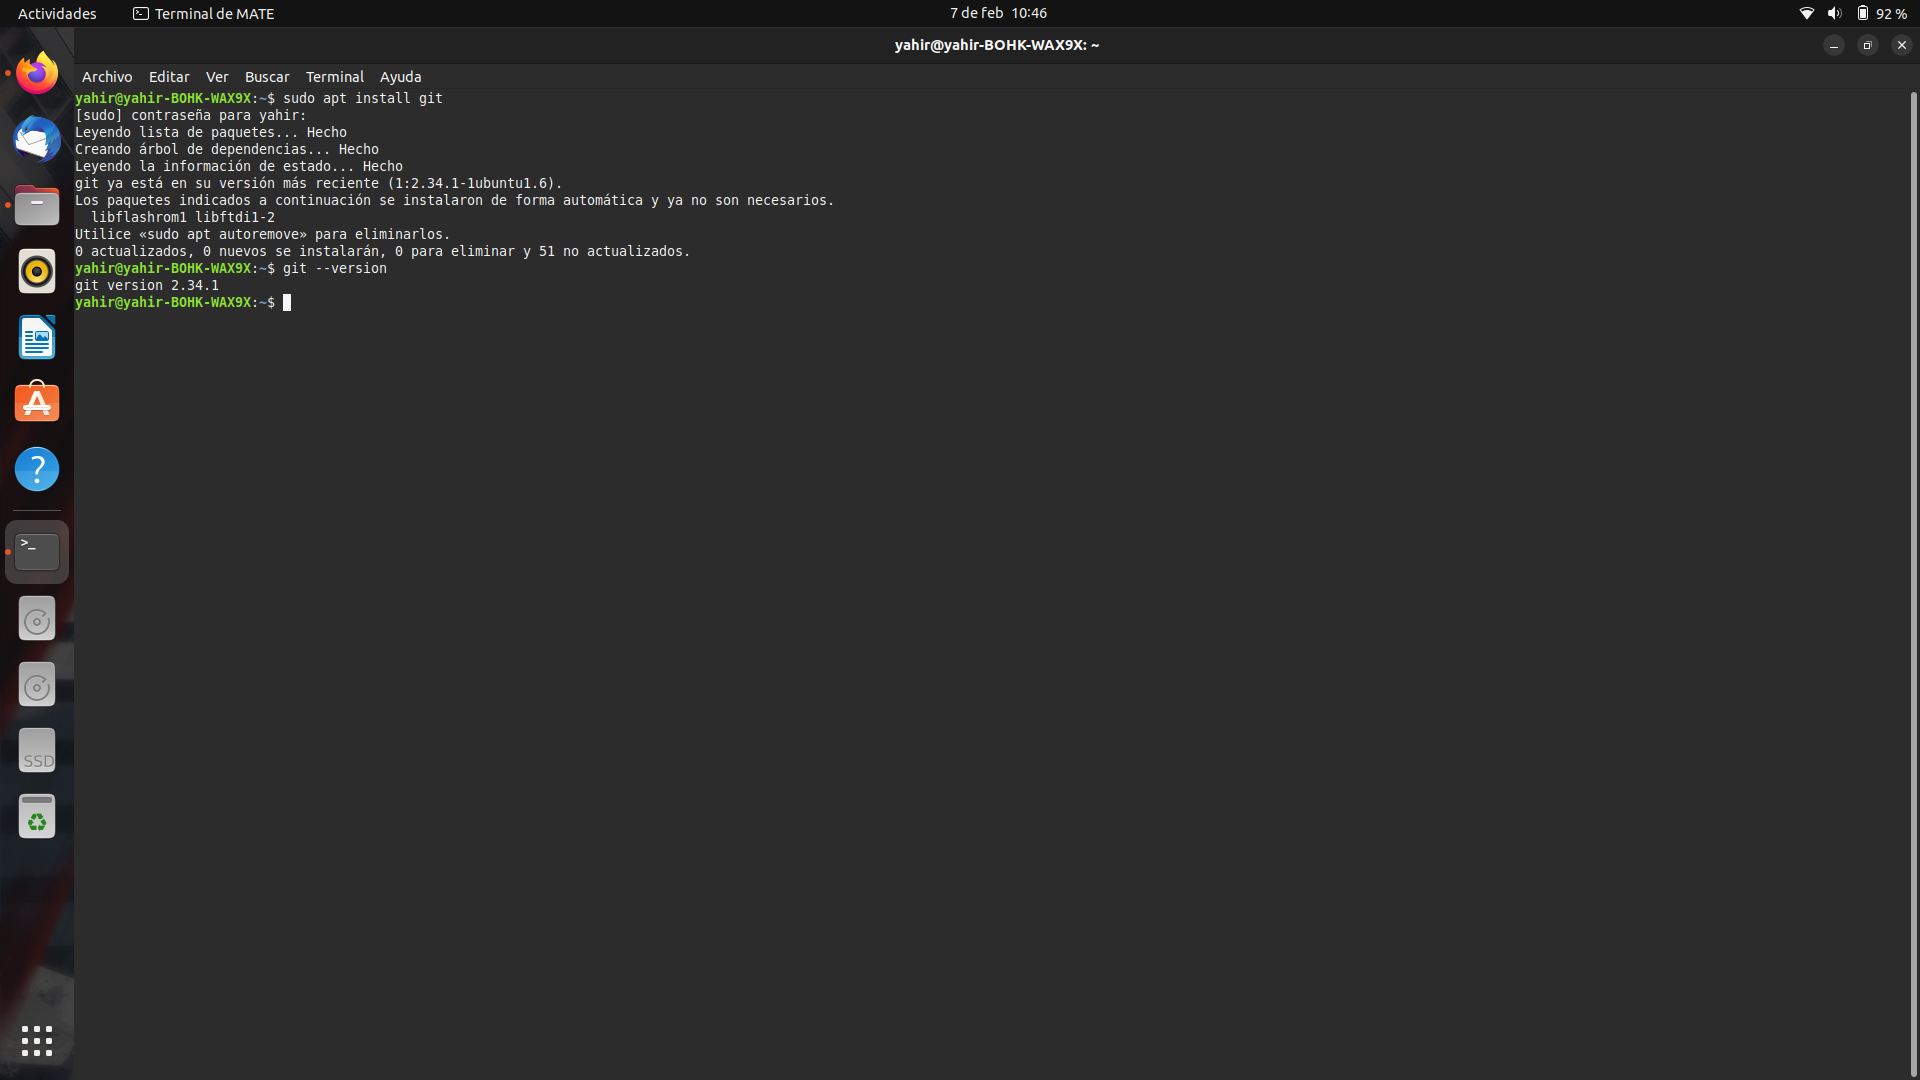 Actividades
Terminal de MATE
7 de feb 10:46
92 %
yahir@yahir-BOHK-WAX9X: ~
Archivo Editar Ver Buscar Terminal Ayuda
yahir@yahir-BOHK-WAX9X:~$ sudo apt install git
[sudo] contraseña para yahir:
Leyendo lista de paquetes... Hecho
Creando árbol de dependencias... Hecho
Leyendo la información de estado... Hecho
git ya está en su versión más reciente (1:2.34.1-1ubuntu1.6).
Los paquetes indicados a continuación se instalaron de forma automática y ya no son necesarios.
  libflashrom1 libftdi1-2
Utilice «sudo apt autoremove» para eliminarlos.
0 actualizados, 0 nuevos se instalarán, 0 para eliminar y 51 no actualizados.
yahir@yahir-BOHK-WAX9X:~$ git --version
git version 2.34.1
yahir@yahir-BOHK-WAX9X:~$
SSD